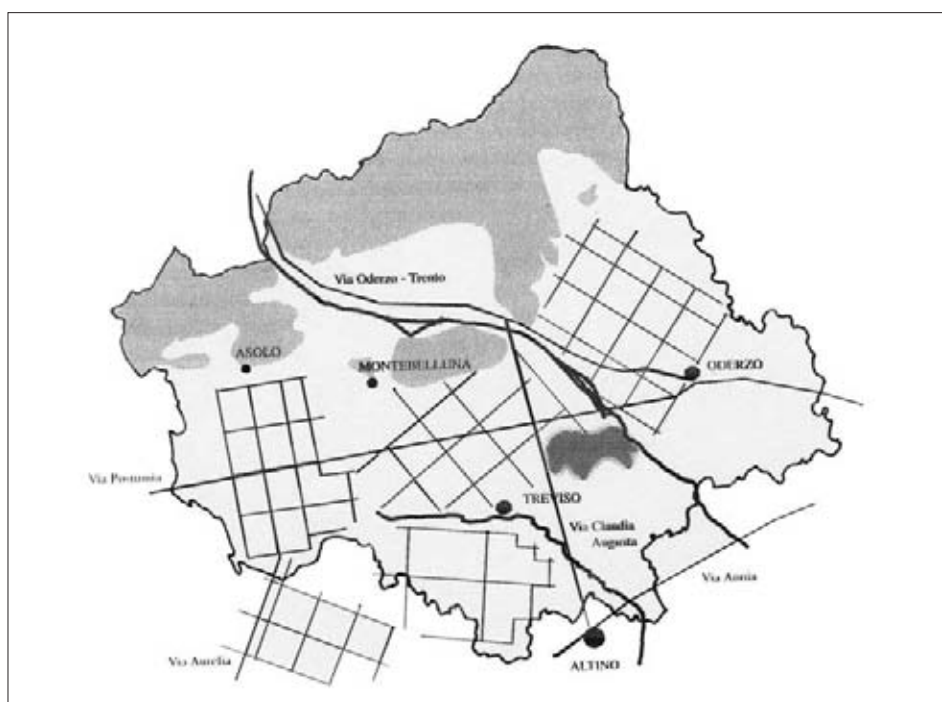 Via Oderzo - Trento
ASOLO
MONTEBELLUNA
ODERZO
Via Postumia
TREVISO
Via Claudia
Augusta
Via Annia
Via Aurelia
ALTINO